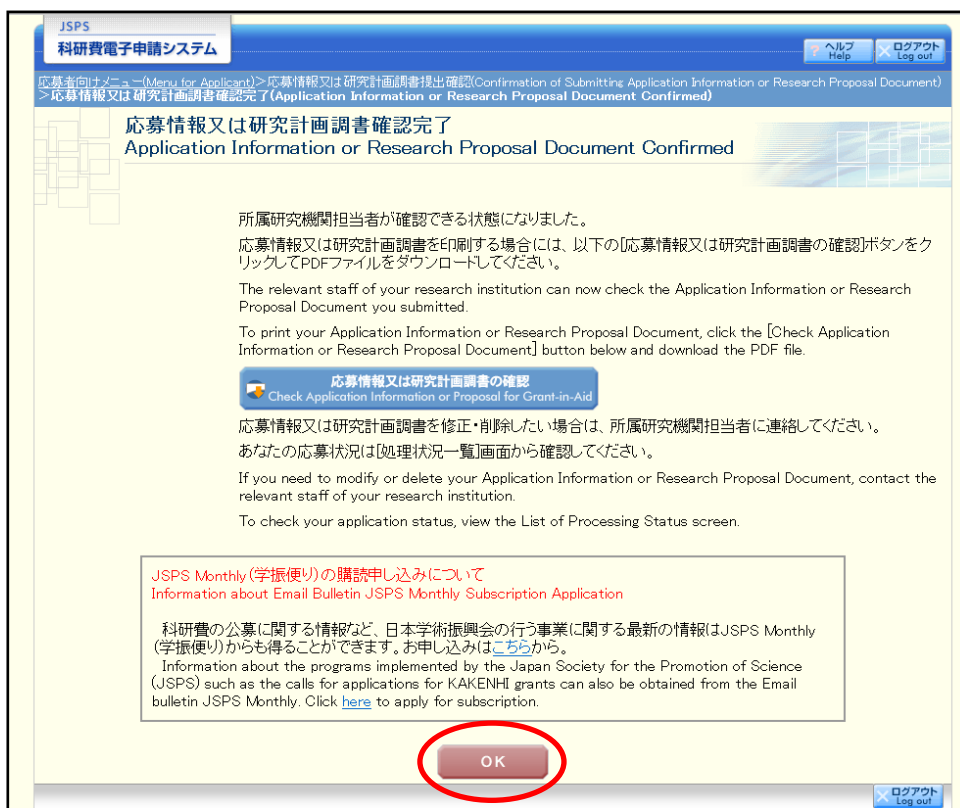 JSPS
科研費電子申請システム
? ヘルプ
Help
ログアウト
Log out
応募者向けメニュー(Menu for Applicant)>応募情報又は研究計画調書提出確認(Confirmation of Submitting Application Information or Research Proposal Document)
>応募情報又は研究計画調書確認完了(Application Information or Research Proposal Document Confirmed)
応募情報又は研究計画調書確認完了
Application Information or Research Proposal Document Confirmed
所属研究機関担当者が確認できる状態になりました。
応募情報又は研究計画調書を印刷する場合には、以下の[応募情報又は研究計画調書の確認]ボタンをク
リックしてPDFファイルをダウンロードしてください。
The relevant staff of your research institution can now check the Application Information or Research
Proposal Document you submitted.
To print your Application Information or Research Proposal Document, click the [Check Application
Information or Research Proposal Document] button below and download the PDF file.
応募情報又は研究計画調書の確認
Check Application Information or Proposal for Grant-in-Aid
応募情報又は研究計画調書を修正・削除したい場合は、所属研究機関担当者に連絡してください。
あなたの応募状況は[処理状況一覧]画面から確認してください。
If you need to modify or delete your Application Information or Research Proposal Document, contact the
relevant staff of your research institution.
To check your application status, view the List of Processing Status screen.
JSPS Monthly(学振便り)の購読申し込みについて
Information about Email Bulletin JSPS Monthly Subscription Application
科研費の公募に関する情報など、日本学術振興会の行う事業に関する最新の情報はJSPS Monthly
(学振便り)からも得ることができます。お申し込みはこちらから。
Information about the programs implemented by the Japan Society for the Promotion of Science
(JSPS) such as the calls for applications for KAKENHI grants can also be obtained from the Email
bulletin JSPS Monthly. Click here to apply for subscription.
OK
ログアウト
Log out